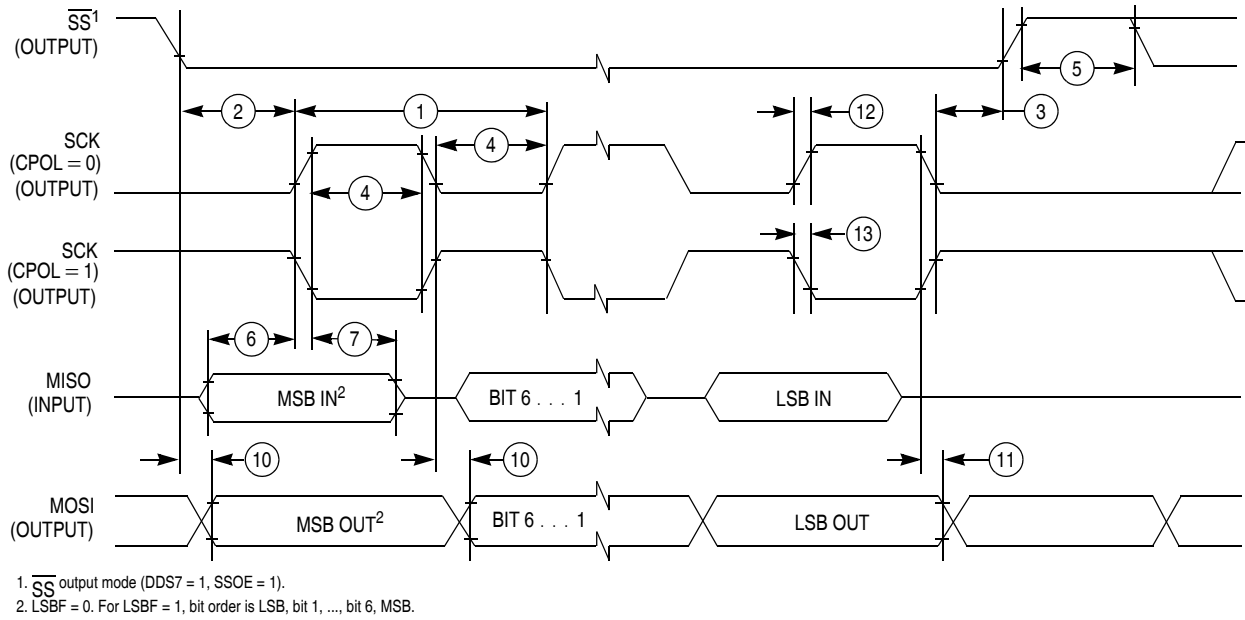 SS¹
(OUTPUT)
5
2
1
12
3
SCK
(CPOL = 0)
(OUTPUT)
4
4
SCK
(CPOL = 1)
(OUTPUT)
13
6
7
MISO
(INPUT)
MSB IN²
BIT 6 . . . 1
LSB IN
10
10
11
MOSI
(OUTPUT)
MSB OUT²
BIT 6 . . . 1
LSB OUT
1. SS output mode (DDS7 = 1, SSOE = 1).
2. LSBF = 0. For LSBF = 1, bit order is LSB, bit 1, ..., bit 6, MSB.